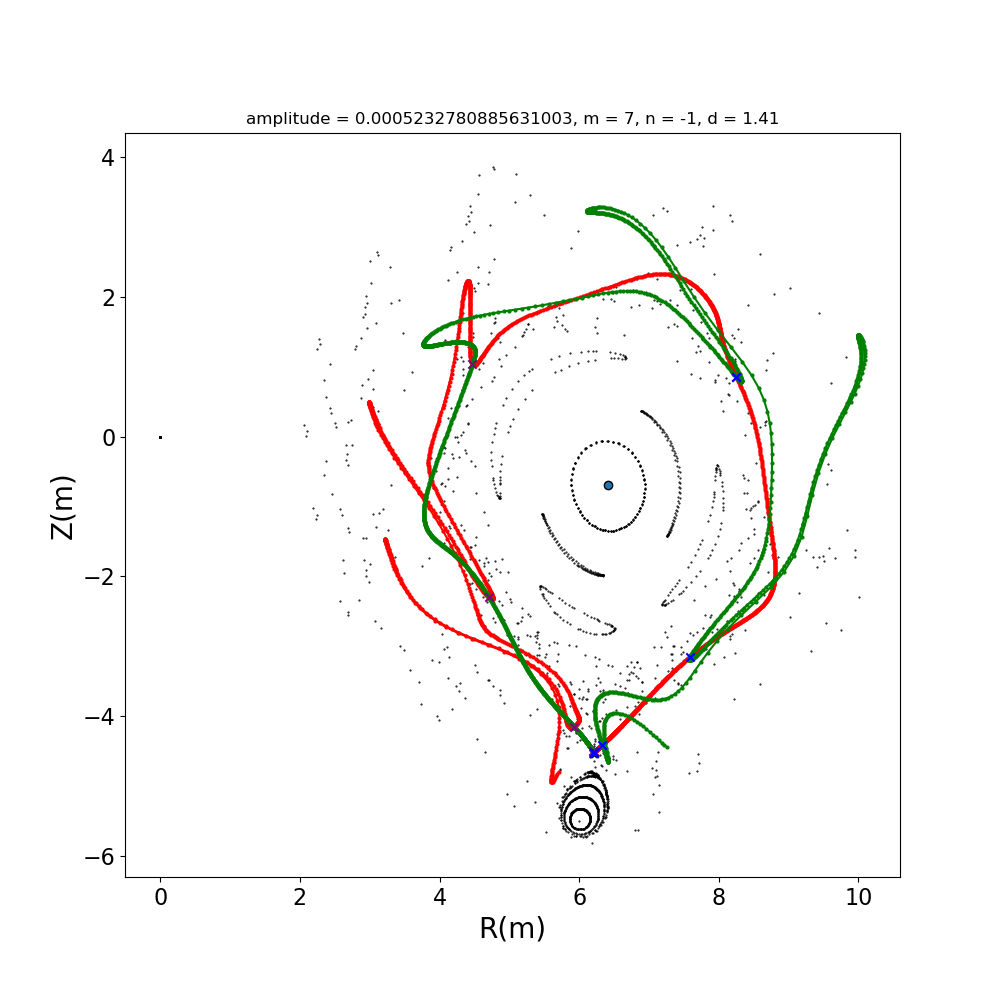 amplitude = 0.0005232780885631003, m = 7, n = -1, d = 1.41
4
2
0
−2
−4
−6
Z(m)
0 2 4 6 8 10
R(m)